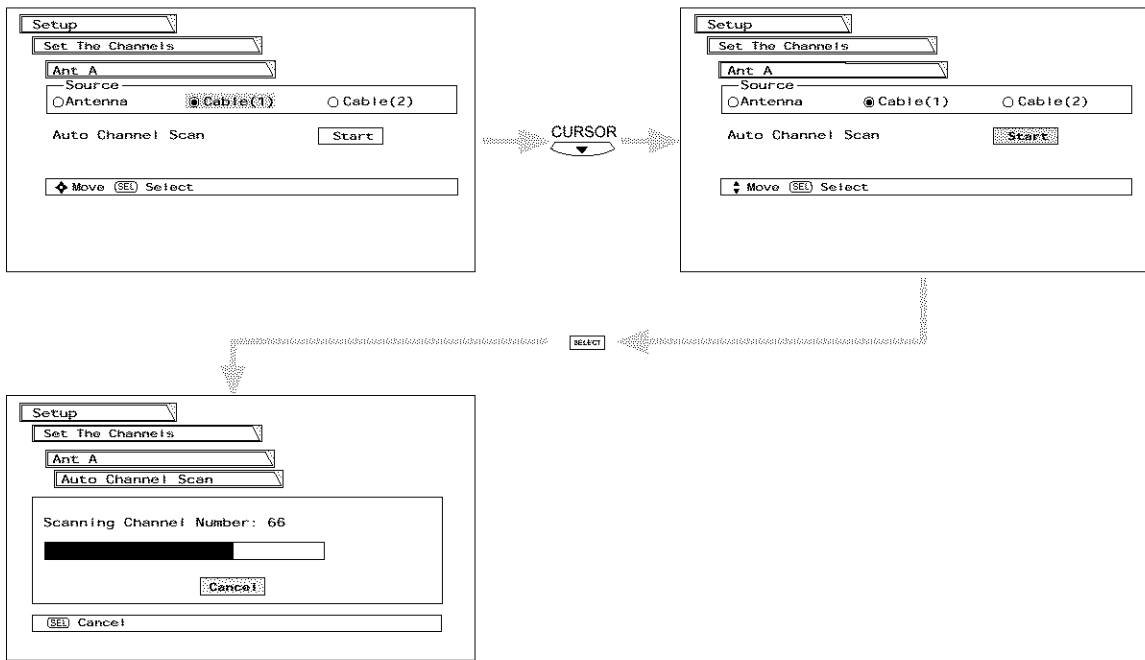 Setup
Set The Channels
Ant A
Source
Antenna Cable(1) Cable(2)
Auto Channel Scan Start
Move SEL Select
CURSOR
Setup
Set The Channels
Ant A
Source
Antenna Cable(1) Cable(2)
Auto Channel Scan Start
Move SEL Select
SELECT
Setup
Set The Channels
Ant A
Auto Channel Scan
Scanning Channel Number: 66
Cancel
SEL Cancel